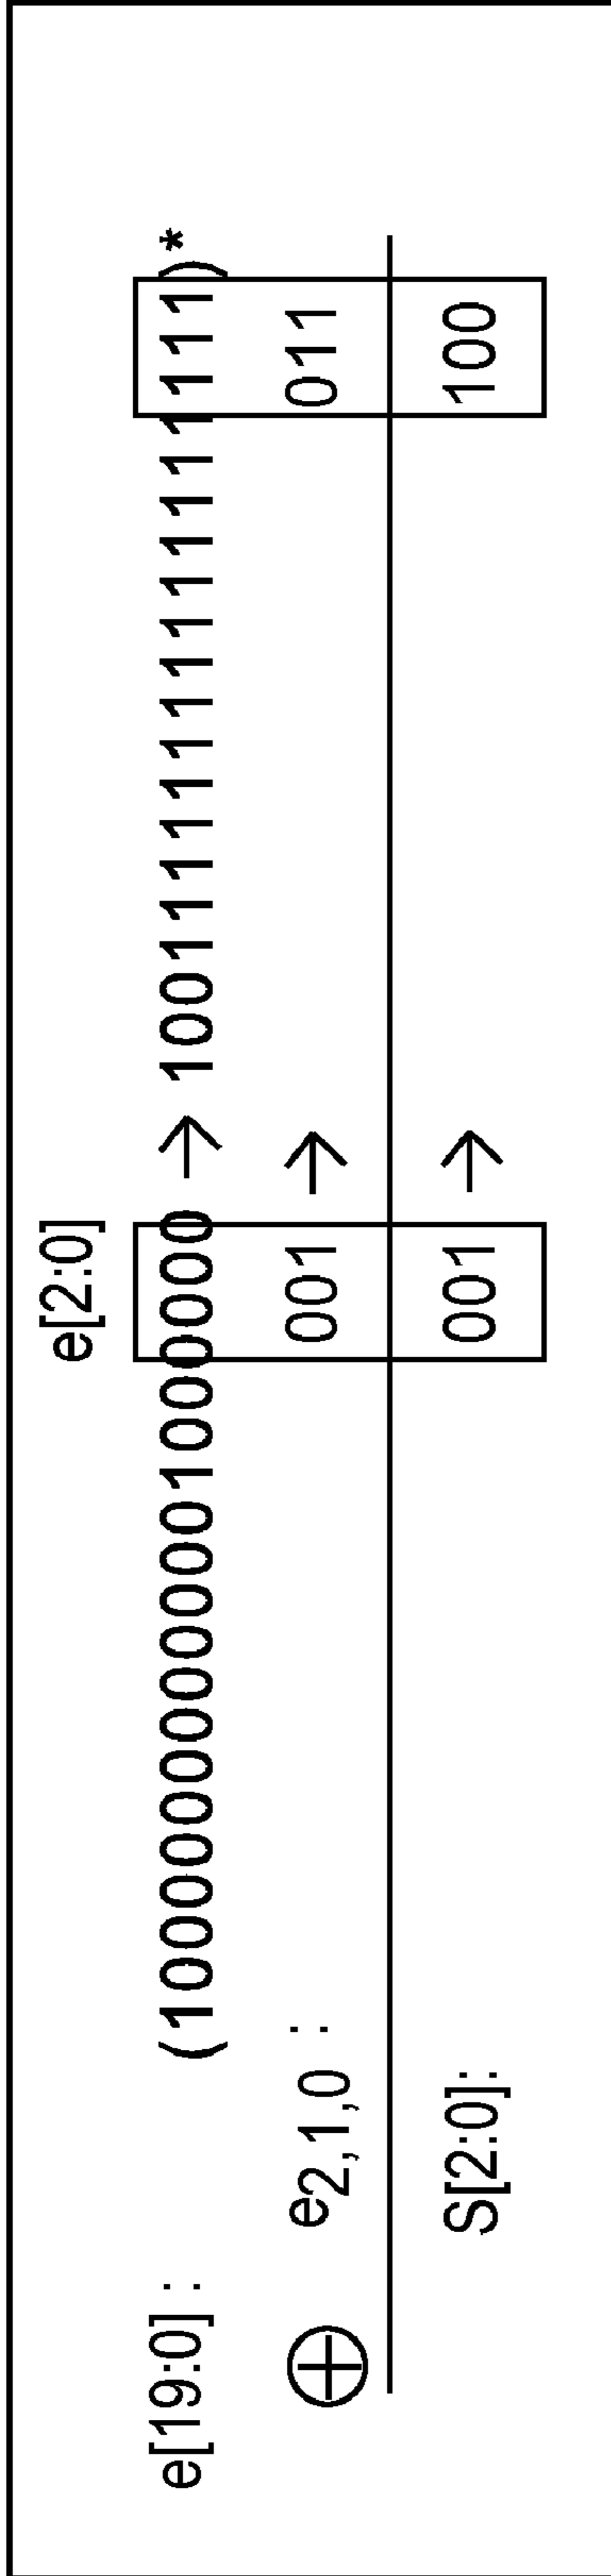 e[2:0]
e[19:0] : (10000000000001000000 → 10011111111111111111)*
⊕ e2,1,0 : 001 → 011
S[2:0]: 001 → 100